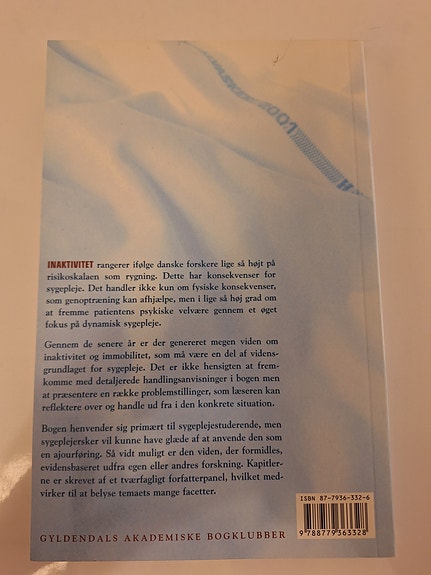 INAKTIVITET rangerer ifølge danske forskere lige så højt på
risikoskalaen som rygning. Dette har konsekvenser for
sygepleje. Det handler ikke kun om fysiske konsekvenser,
som genoptræning kan afhjælpe, men i lige så høj grad om
at fremme patientens psykiske velvære gennem et øget
fokus på dynamisk sygepleje.
Gennem de senere år er der genereret megen viden om
inaktivitet og immobilitet, som må være en del af videns-
grundlaget for sygepleje. Det er ikke hensigten at frem-
komme med detaljerede handlingsanvisninger i bogen men
at præsentere en række problemstillinger, som læseren kan
reflektere over og handle ud fra i den konkrete situation.
Bogen henvender sig primært til sygeplejestuderende, men
sygeplejersker vil kunne have glæde af at anvende den som
en ajourføring. Så vidt muligt er den viden, der formidles,
evidensbaseret udfra egen eller andres forskning. Kapitler-
ne er skrevet af et tværfagligt forfatterpanel, hvilket med-
virker til at belyse temaets mange facetter.
ISBN 87-7936-332-6
9 788779 363328
GYLDENDALS AKADEMISKE BOGKLUBBER